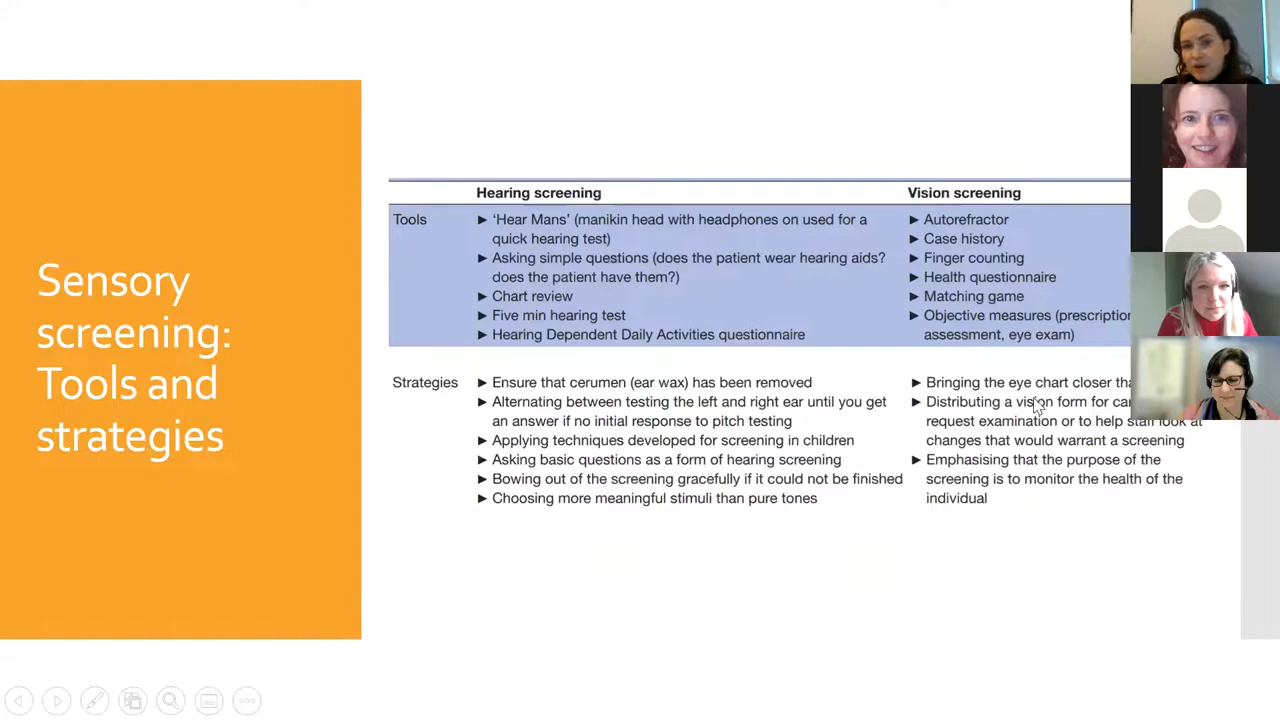 Sensory
screening:
Tools and
strategies
Hearing screening
Vision screening
Tools
► 'Hear Mans' (manikin head with headphones on used for a
quick hearing test)
► Asking simple questions (does the patient wear hearing aids?
does the patient have them?)
► Chart review
► Five min hearing test
► Hearing Dependent Daily Activities questionnaire
► Autorefractor
► Case history
► Finger counting
► Health questionnaire
► Matching game
► Objective measures (prescription
assessment, eye exam)
Strategies
► Ensure that cerumen (ear wax) has been removed
► Alternating between testing the left and right ear until you get
an answer if no initial response to pitch testing
► Applying techniques developed for screening in children
► Asking basic questions as a form of hearing screening
► Bowing out of the screening gracefully if it could not be finished
► Choosing more meaningful stimuli than pure tones
► Bringing the eye chart closer
► Distributing a vision form for
request examination or to help staff look at
changes that would warrant a screening
► Emphasising that the purpose of the
screening is to monitor the health of the
individual